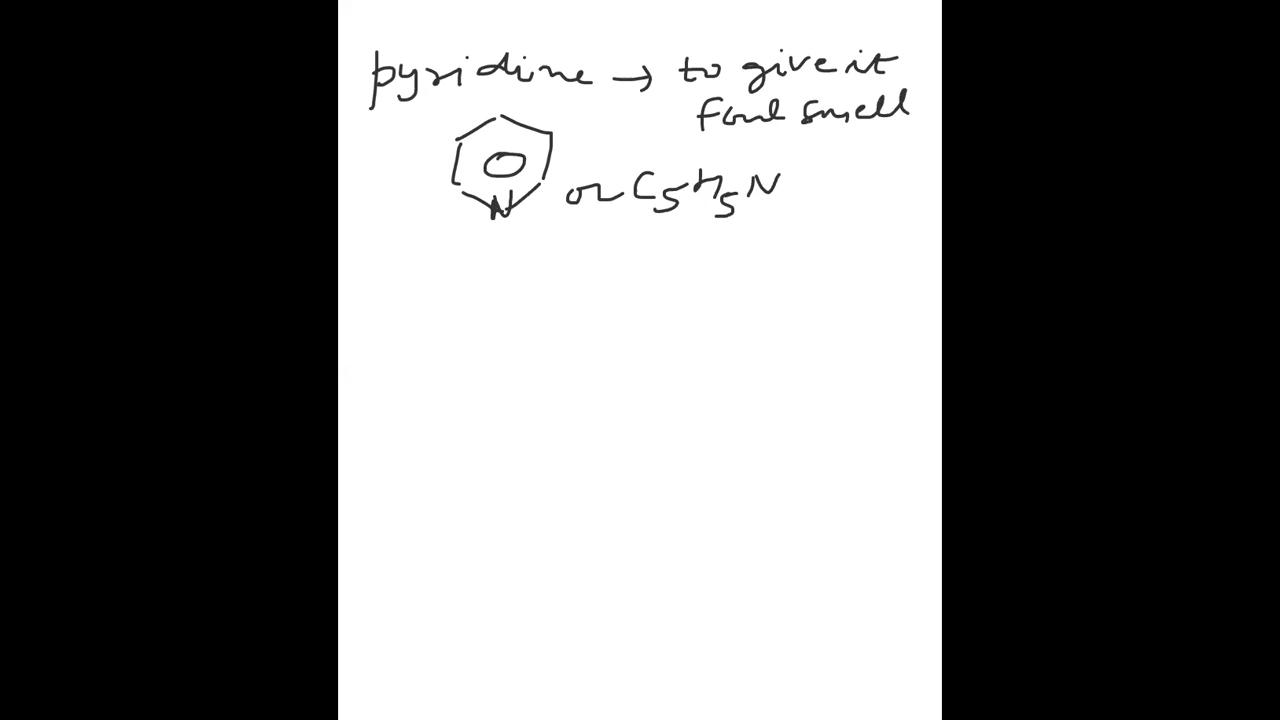 pyridine → to give it
foul smell
N or C5H5N